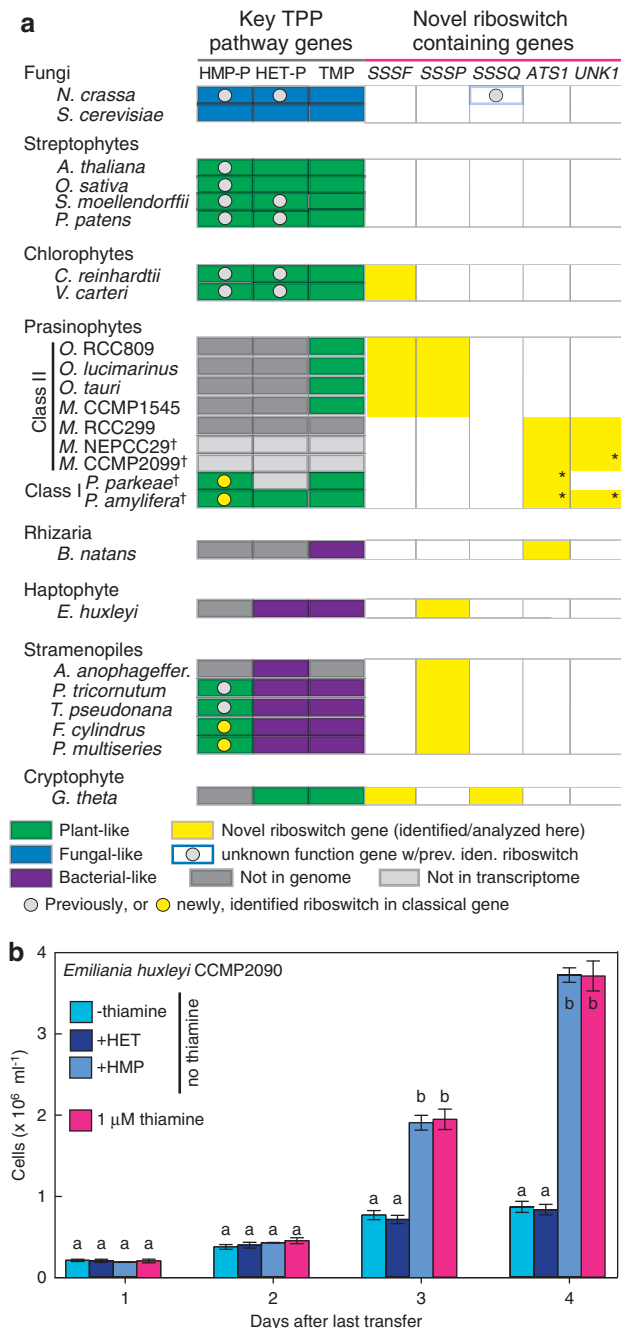 a
Key TPP pathway genes
Novel riboswitch containing genes
Fungi HMP-P HET-P TMP SSSF SSSP SSSQ ATS1 UNK1
N. crassa
S. cerevisiae
Streptophytes
A. thaliana
O. sativa
S. moellendorffii
P. patens
Chlorophytes
C. reinhardtii
V. carteri
Prasinophytes
Class II
O. RCC809
O. lucimarinus
O. tauri
M. CCMP1545
M. RCC299
M. NEPCC29†
M. CCMP2099† *
Class I
P. parkeae† *
P. amylifera† * *
Rhizaria
B. natans
Haptophyte
E. huxleyi
Stramenopiles
A. anophageffer.
P. tricornutum
T. pseudonana
F. cylindrus
P. multiseries
Cryptophyte
G. theta
Plant-like Novel riboswitch gene (identified/analyzed here)
Fungal-like unknown function gene w/prev. iden. riboswitch
Bacterial-like Not in genome Not in transcriptome
Previously, or newly, identified riboswitch in classical gene
b
Emiliania huxleyi CCMP2090
-thiamine
+HET
+HMP
no thiamine
1 µM thiamine
Cells (x 10⁶ ml⁻¹)
4
3
2
1
0
a a a a
a a a a
a a b b
a a b b
1 2 3 4
Days after last transfer